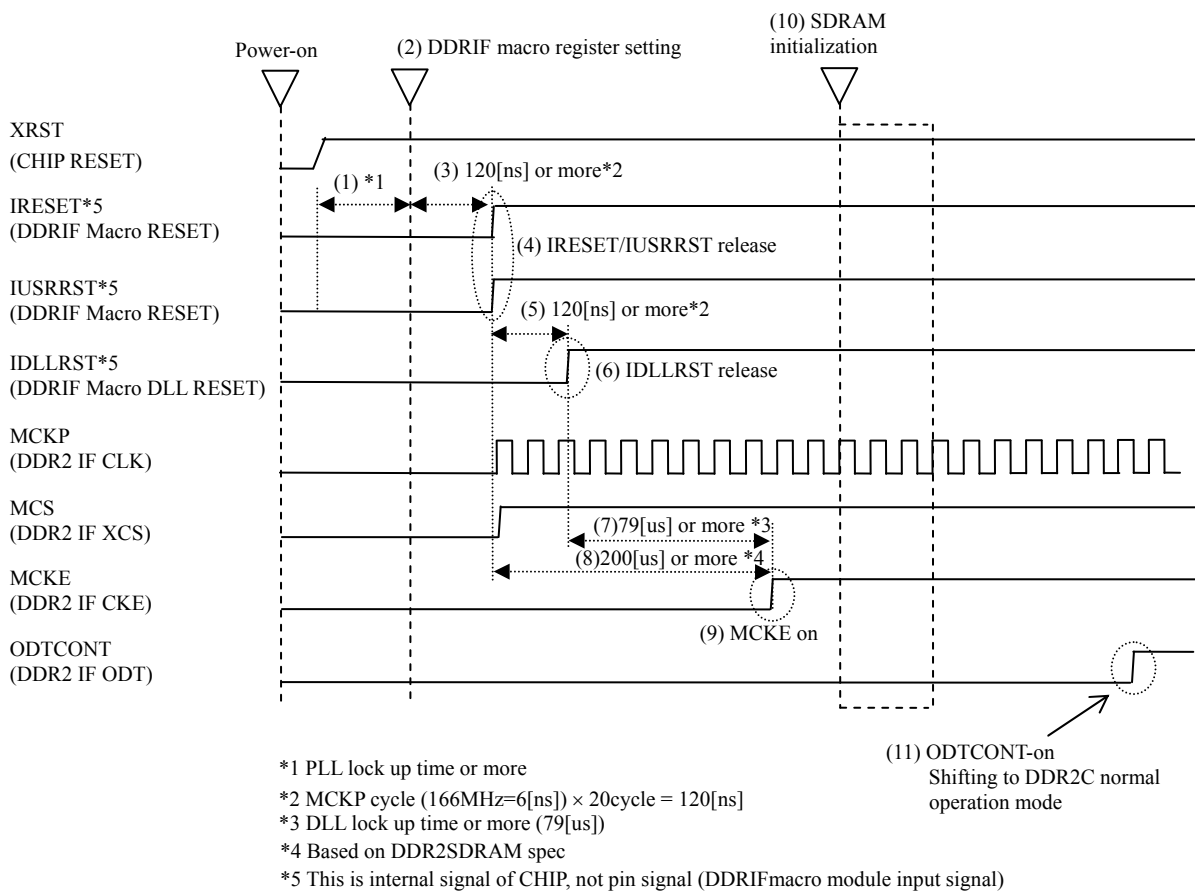 (10) SDRAM
initialization
Power-on
(2) DDRIF macro register setting
XRST
(CHIP RESET)
(1) *1
(3) 120[ns] or more*2
IRESET*5
(DDRIF Macro RESET)
(4) IRESET/IUSRRST release
IUSRRST*5
(DDRIF Macro RESET)
(5) 120[ns] or more*2
IDLLRST*5
(DDRIF Macro DLL RESET)
(6) IDLLRST release
MCKP
(DDR2 IF CLK)
MCS
(DDR2 IF XCS)
(7)79[us] or more *3
(8)200[us] or more *4
MCKE
(DDR2 IF CKE)
(9) MCKE on
ODTCONT
(DDR2 IF ODT)
(11) ODTCONT-on
Shifting to DDR2C normal
operation mode
*1 PLL lock up time or more
*2 MCKP cycle (166MHz=6[ns]) × 20cycle = 120[ns]
*3 DLL lock up time or more (79[us])
*4 Based on DDR2SDRAM spec
*5 This is internal signal of CHIP, not pin signal (DDRIFmacro module input signal)